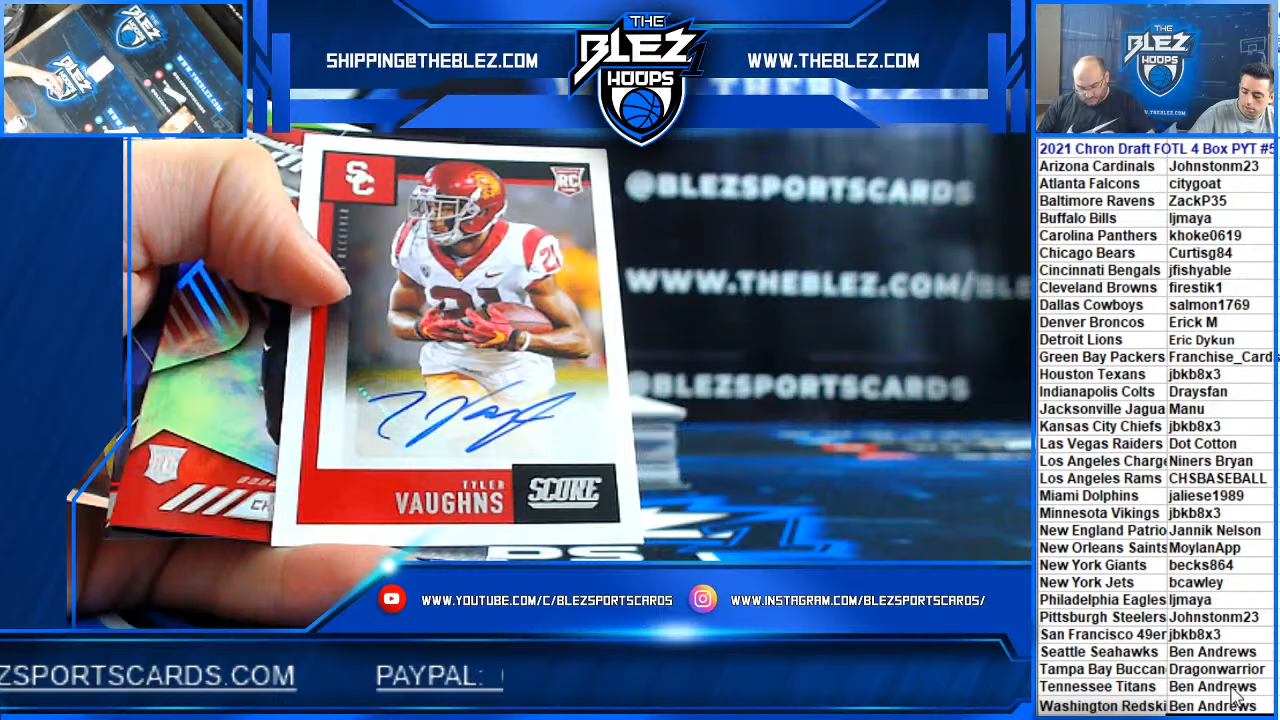 SHIPPING@THEBLEZ.COM
THE
BLEZ
HOOPS
WWW.THEBLEZ.COM
@BLEZSPORTSCARDS
WWW.THEBLEZ.COM/BLE
@BLEZSPORTSCARDS
SC
RC
21
21
TYLER
VAUGHNS
SCORE
RC
WWW.YOUTUBE.COM/C/BLEZSPORTSCARDS
WWW.INSTAGRAM.COM/BLEZSPORTSCARDS/
ZSPORTSCARDS.COM PAYPAL:
BLEZ
HOOPS
2021 Chron Draft FOTL 4 Box PYT #5
Arizona Cardinals Johnstonm23
Atlanta Falcons citygoat
Baltimore Ravens ZackP35
Buffalo Bills ljmaya
Carolina Panthers khoke0619
Chicago Bears Curtisg84
Cincinnati Bengals jfishyable
Cleveland Browns firestik1
Dallas Cowboys salmon1769
Denver Broncos Erick M
Detroit Lions Eric Dykun
Green Bay Packers Franchise_Cards
Houston Texans jbkb8x3
Indianapolis Colts Draysfan
Jacksonville Jagua Manu
Kansas City Chiefs jbkb8x3
Las Vegas Raiders Dot Cotton
Los Angeles Charge Niners Bryan
Los Angeles Rams CHSBASEBALL
Miami Dolphins jaliese1989
Minnesota Vikings jbkb8x3
New England Patrio Jannik Nelson
New Orleans Saints MoylanApp
New York Giants becks864
New York Jets bcawley
Philadelphia Eagles ljmaya
Pittsburgh Steelers Johnstonm23
San Francisco 49er jbkb8x3
Seattle Seahawks Ben Andrews
Tampa Bay Buccan Dragonwarrior
Tennessee Titans Ben Andrews
Washington Redski Ben Andrews